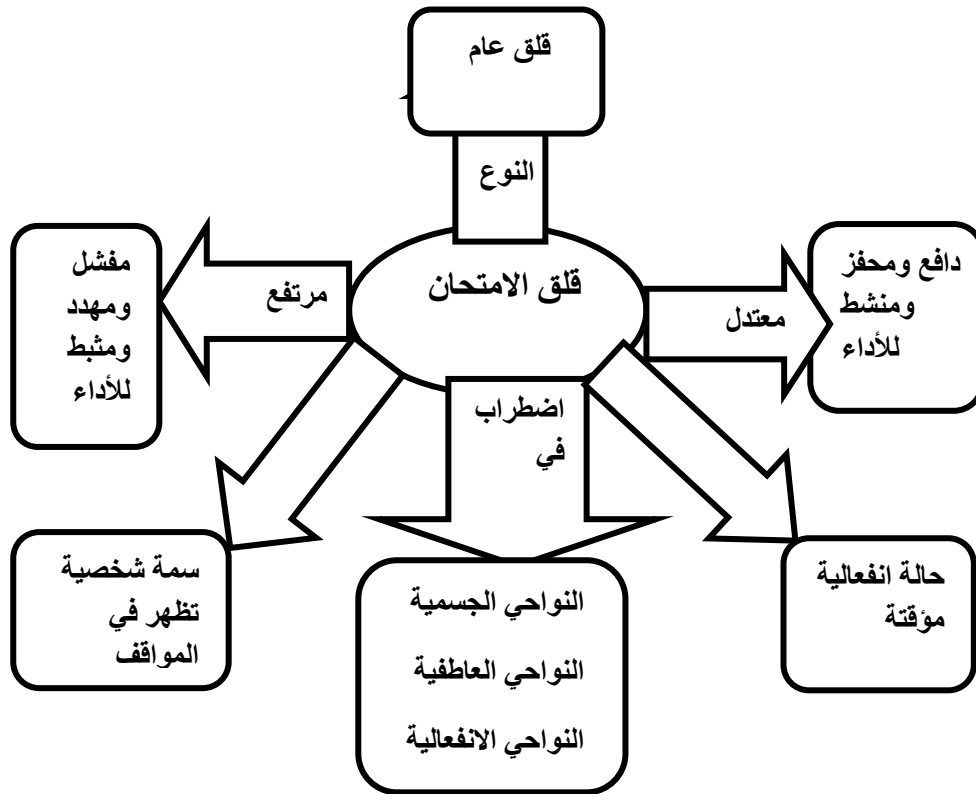 قلق عام
النوع
قلق الامتحان
دافع ومحفز
ومنشط
للأداء
معتدل
مرتفع
مفشل
ومهدد
ومثبط
للأداء
اضطراب
في
حالة انفعالية
مؤقتة
النواحي الجسمية
النواحي العاطفية
النواحي الانفعالية
سمة شخصية
تظهر في
المواقف